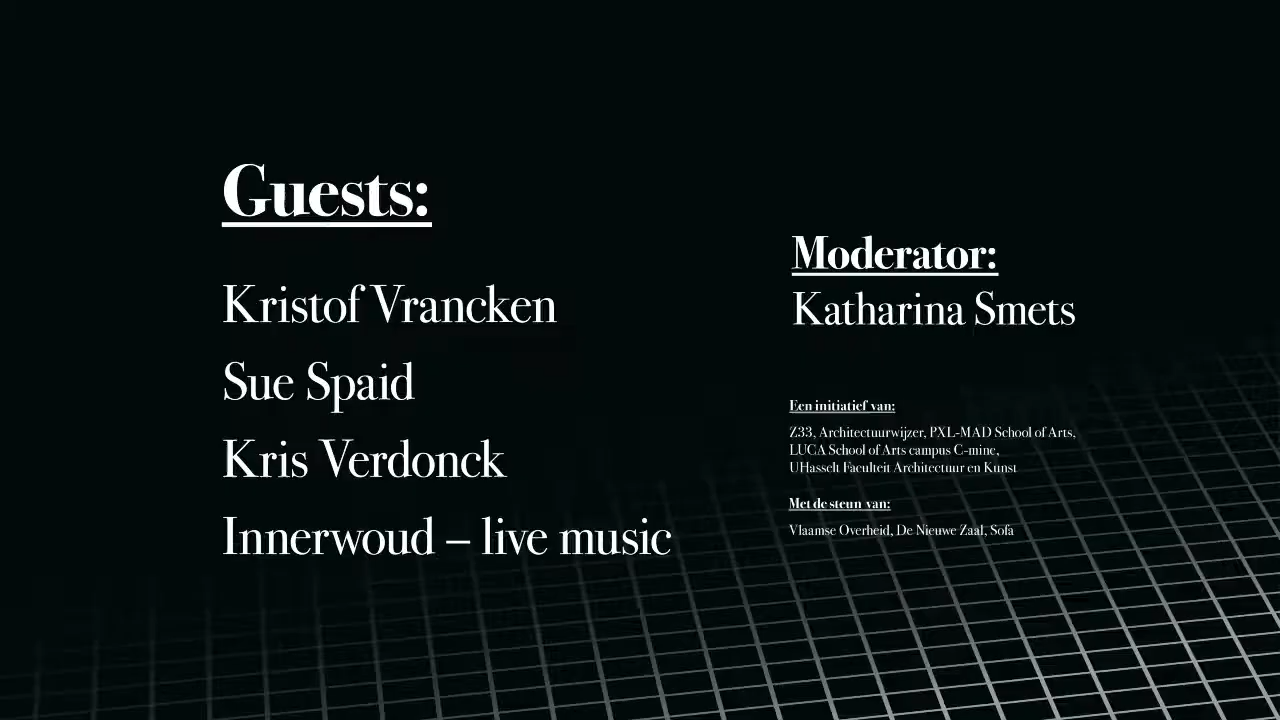 Guests:
Kristof Vrancken
Sue Spaid
Kris Verdonck
Innerwoud – live music
Moderator:
Katharina Smets
Een initiatief van:
Z33, Architectuurwijzer, PXL-MAD School of Arts,
LUCA School of Arts campus C-mine,
UHasselt Faculteit Architectuur en Kunst
Met de steun van:
Vlaamse Overheid, De Nieuwe Zaal, Sofa